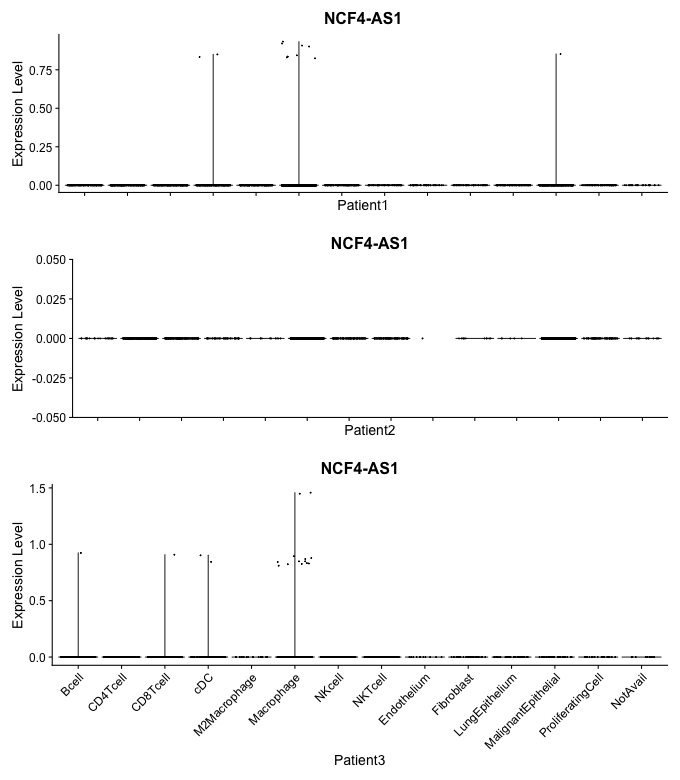 NCF4-AS1
Expression Level
0.75
0.50
0.25
0.00
Patient1
NCF4-AS1
Expression Level
0.050
0.025
0.000
-0.025
-0.050
Patient2
NCF4-AS1
Expression Level
1.5
1.0
0.5
0.0
Bcell
CD4Tcell
CD8Tcell
cDC
M2Macrophage
Macrophage
NKcell
NKTcell
Endothelium
Fibroblast
LungEpithelium
MalignantEpithelial
ProliferatingCell
NotAvail
Patient3